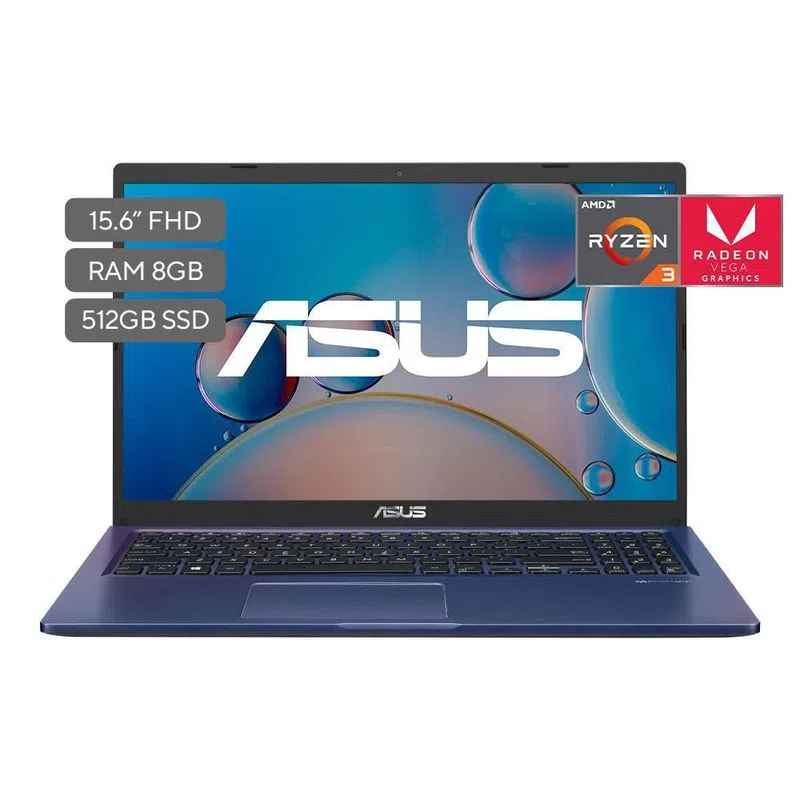 15.6” FHD
RAM 8GB
512GB SSD
AMD
RYZEN
3
RADEON
VEGA
GRAPHICS
ASUS
ASUS